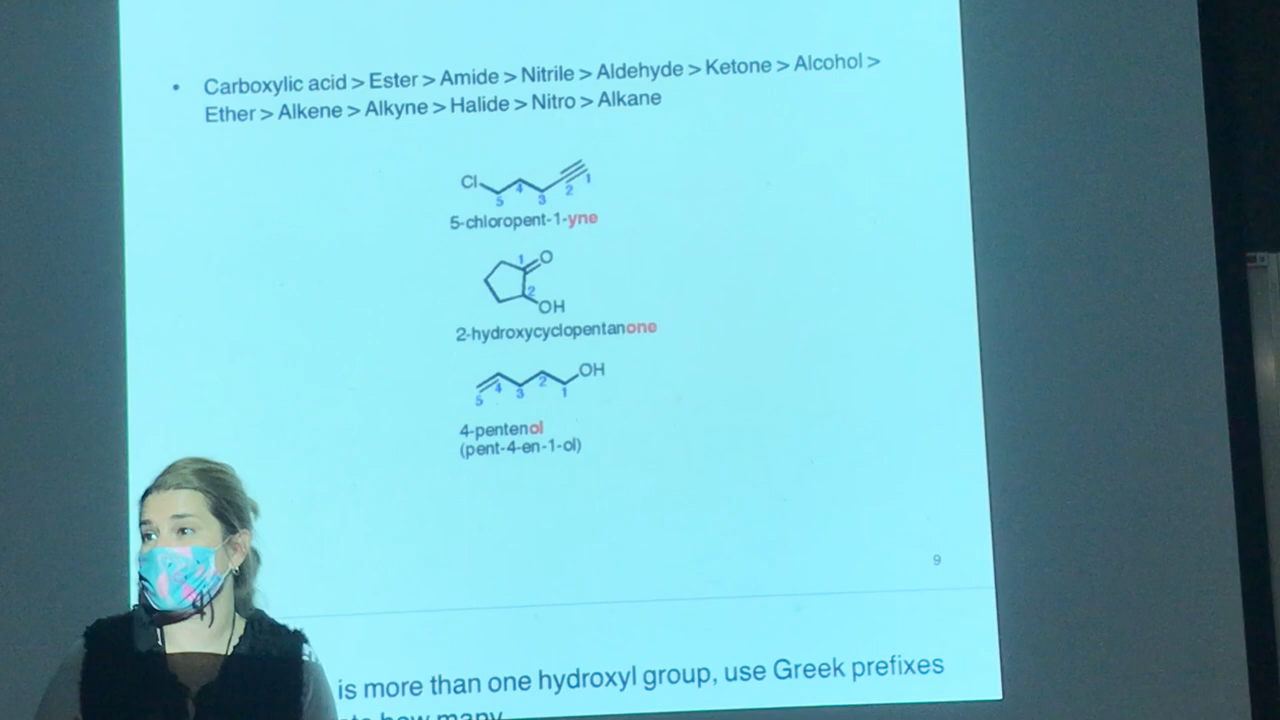 • Carboxylic acid > Ester > Amide > Nitrile > Aldehyde > Ketone > Alcohol >
Ether > Alkene > Alkyne > Halide > Nitro > Alkane
Cl 5 4 3 2 1
5-chloropent-1-yne
1 O
2 OH
2-hydroxycyclopentanone
5 4 3 2 1 OH
4-pentenol
(pent-4-en-1-ol)
9
is more than one hydroxyl group, use Greek prefixes
how many